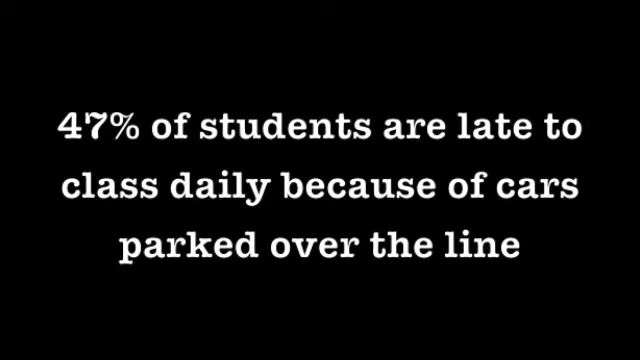 47% of students are late to
class daily because of cars
parked over the line